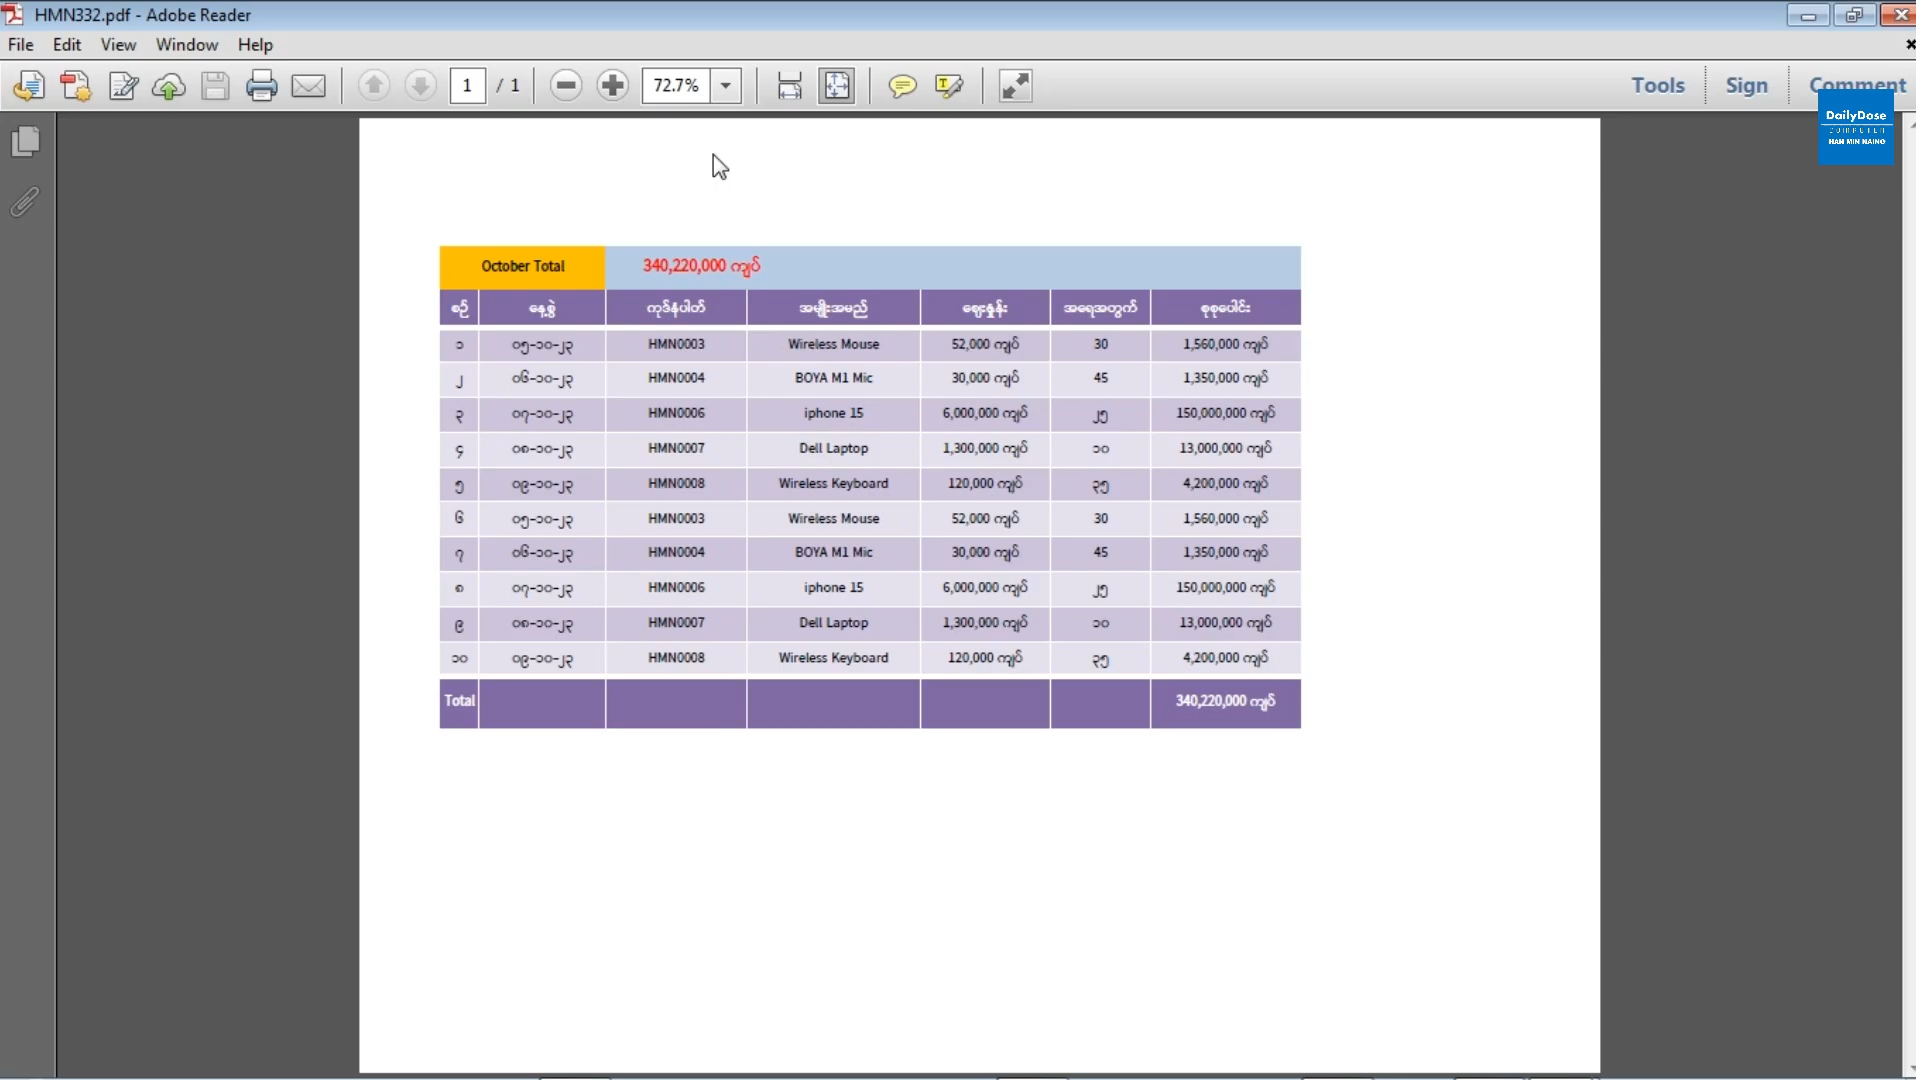 HMN332.pdf - Adobe Reader
File Edit View Window Help
1 / 1 72.7% Tools Sign Comment
DailyDose
COMPUTER
HAN MIN NAING
October Total 340,220,000 ကျပ်
စဉ် နေ့စွဲ ကုဒ်နံပါတ် အမျိုးအမည် ဈေးနှုန်း အရေအတွက် စုစုပေါင်း
၁ ၀၅-၁၀-၂၃ HMN0003 Wireless Mouse 52,000 ကျပ် 30 1,560,000 ကျပ်
၂ ၀၆-၁၀-၂၃ HMN0004 BOYA M1 Mic 30,000 ကျပ် 45 1,350,000 ကျပ်
၃ ၀၇-၁၀-၂၃ HMN0006 iphone 15 6,000,000 ကျပ် ၂၅ 150,000,000 ကျပ်
၄ ၀၈-၁၀-၂၃ HMN0007 Dell Laptop 1,300,000 ကျပ် ၁၀ 13,000,000 ကျပ်
၅ ၀၉-၁၀-၂၃ HMN0008 Wireless Keyboard 120,000 ကျပ် ၃၅ 4,200,000 ကျပ်
၆ ၀၅-၁၀-၂၃ HMN0003 Wireless Mouse 52,000 ကျပ် 30 1,560,000 ကျပ်
၇ ၀၆-၁၀-၂၃ HMN0004 BOYA M1 Mic 30,000 ကျပ် 45 1,350,000 ကျပ်
၈ ၀၇-၁၀-၂၃ HMN0006 iphone 15 6,000,000 ကျပ် ၂၅ 150,000,000 ကျပ်
၉ ၀၈-၁၀-၂၃ HMN0007 Dell Laptop 1,300,000 ကျပ် ၁၀ 13,000,000 ကျပ်
၁၀ ၀၉-၁၀-၂၃ HMN0008 Wireless Keyboard 120,000 ကျပ် ၃၅ 4,200,000 ကျပ်
Total 340,220,000 ကျပ်